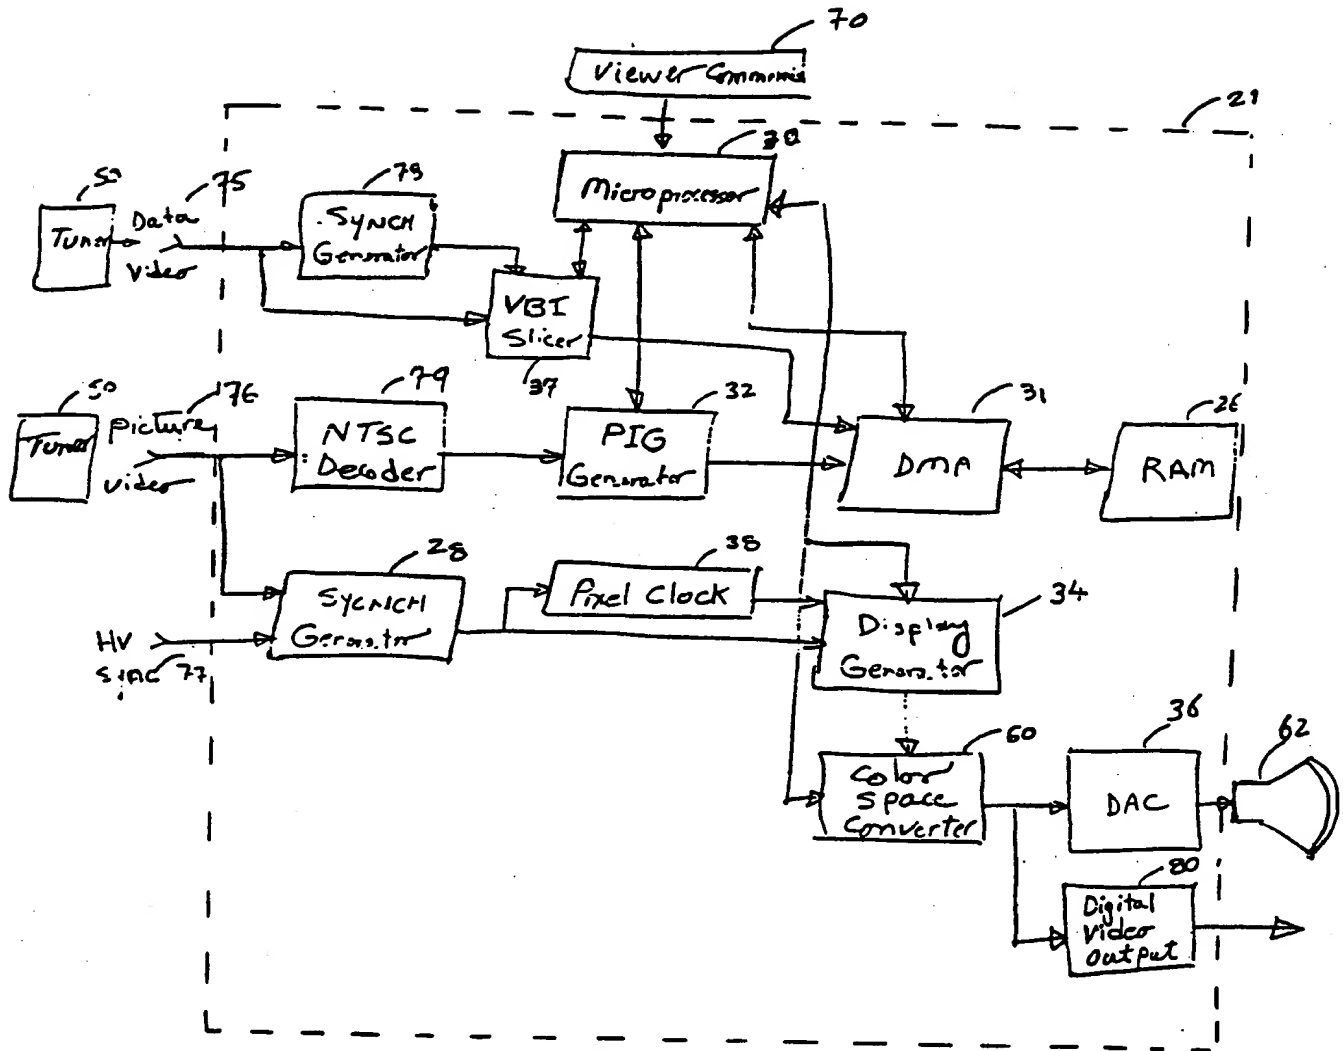 70
Viewer Commands
21
30
Microprocessor
50
Tuner
75
Data
Video
79
SYNCH
Generator
VBI
Slicer
37
50
Tuner
picture
76
Video
79
NTSC
Decoder
32
PIG
Generator
31
DMA
26
RAM
28
SYCNCH
Generator
38
Pixel Clock
34
Display
Generator
HV
SYNC 77
60
Color
Space
Converter
36
DAC
62
80
Digital
Video
Output